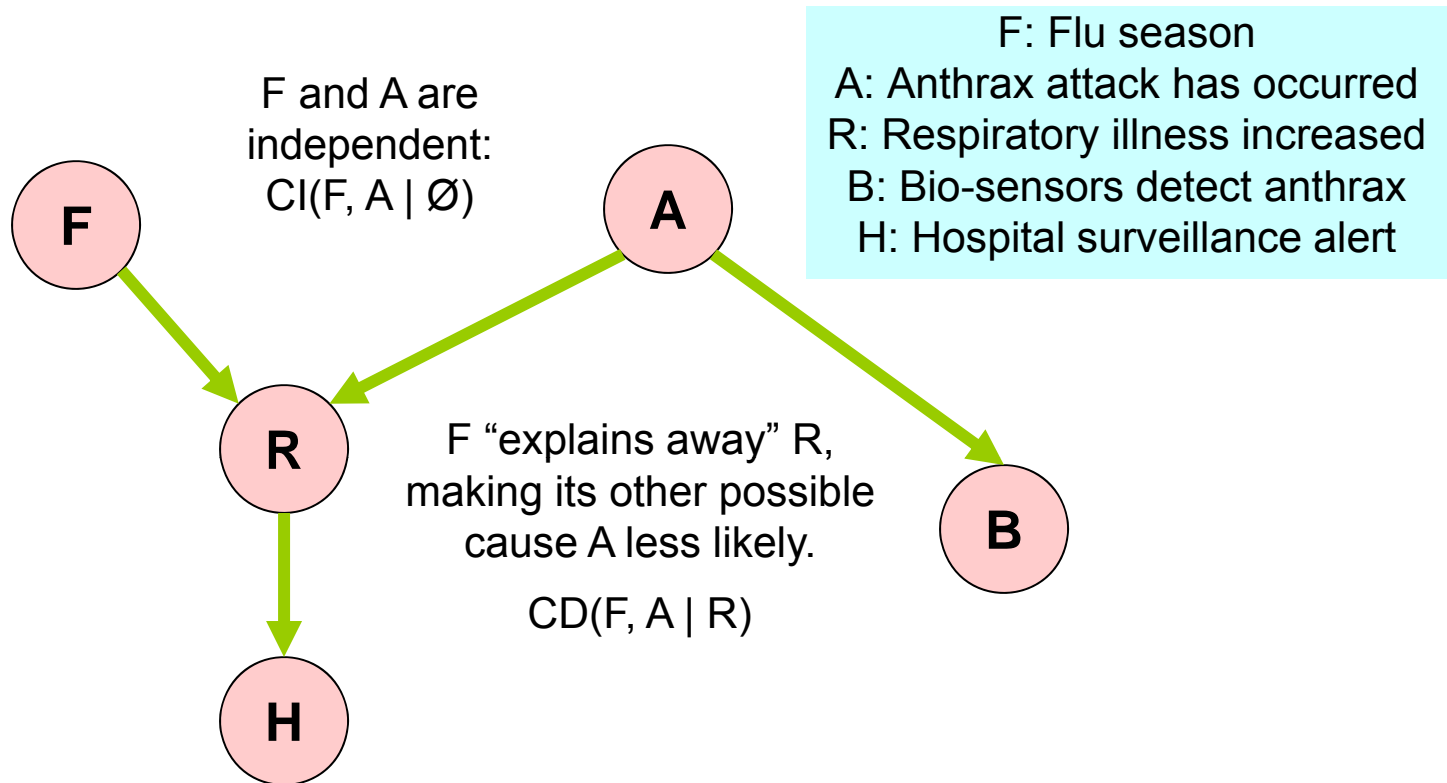 F: Flu season
A: Anthrax attack has occurred
R: Respiratory illness increased
B: Bio-sensors detect anthrax
H: Hospital surveillance alert
F and A are
independent:
CI(F, A | Ø)
F
A
R
F “explains away” R,
making its other possible
cause A less likely.
CD(F, A | R)
B
H